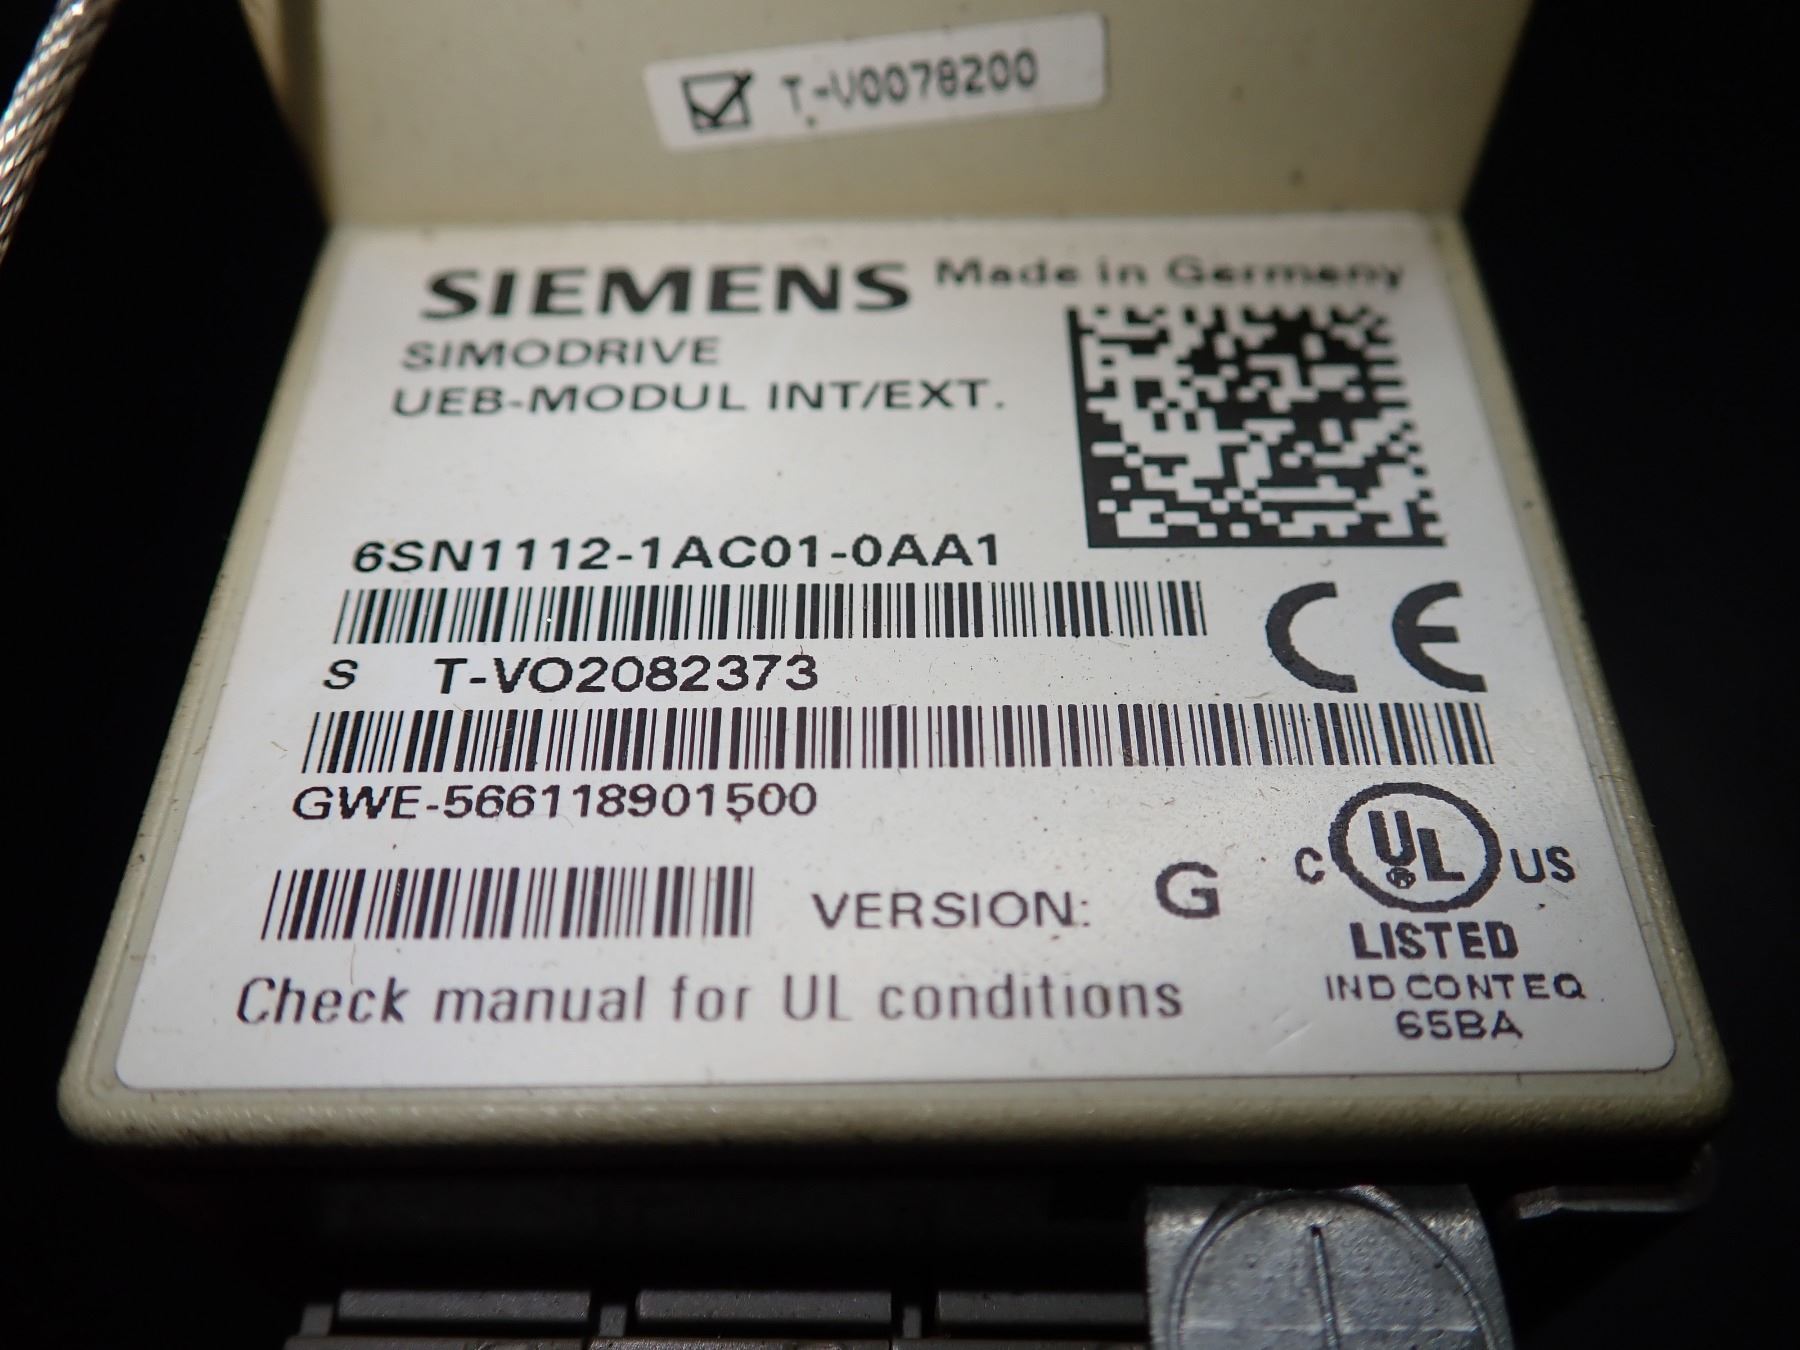 T-V0078200
SIEMENS Made in Germany
SIMODRIVE
UEB-MODUL INT/EXT.
6SN1112-1AC01-0AA1
S T-VO2082373
GWE-566118901500
VERSION: G
C UL US
LISTED
IND.CONT.EQ.
65BA
Check manual for UL conditions
CE